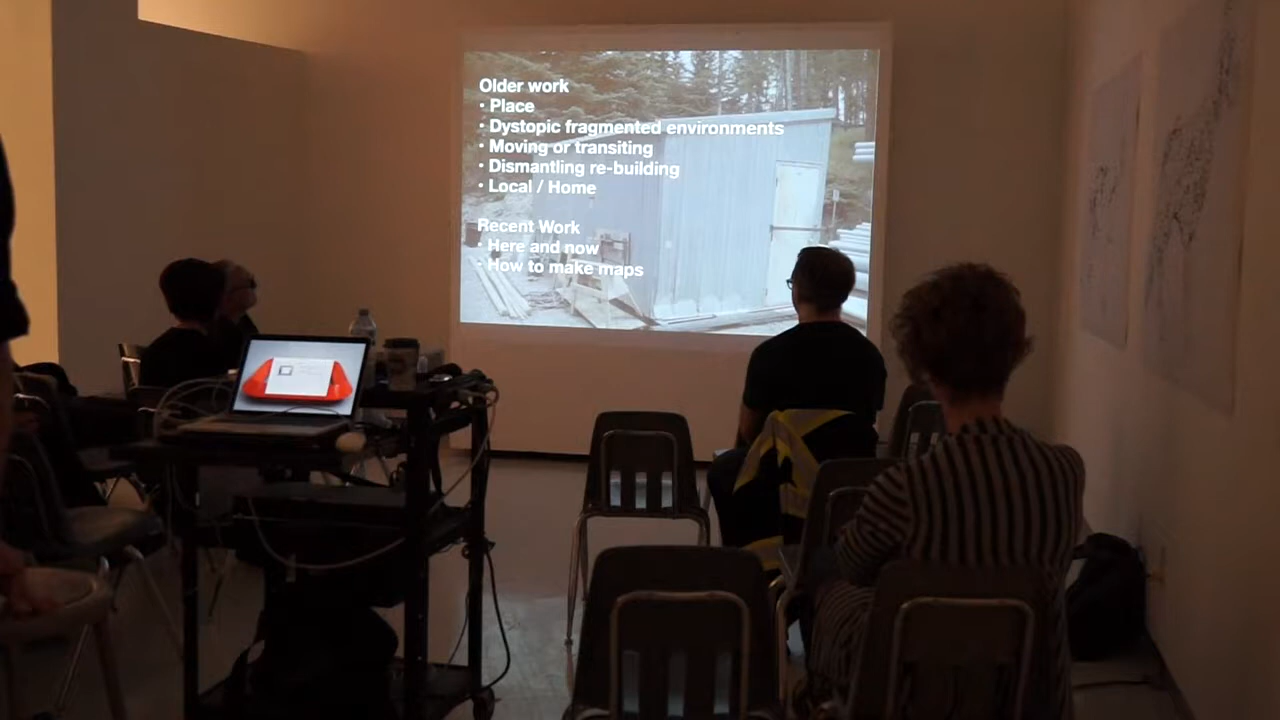 Older work
• Place
• Dystopic fragmented environments
• Moving or transiting
• Dismantling re-building
• Local / Home
Recent Work
• Here and now
• How to make maps